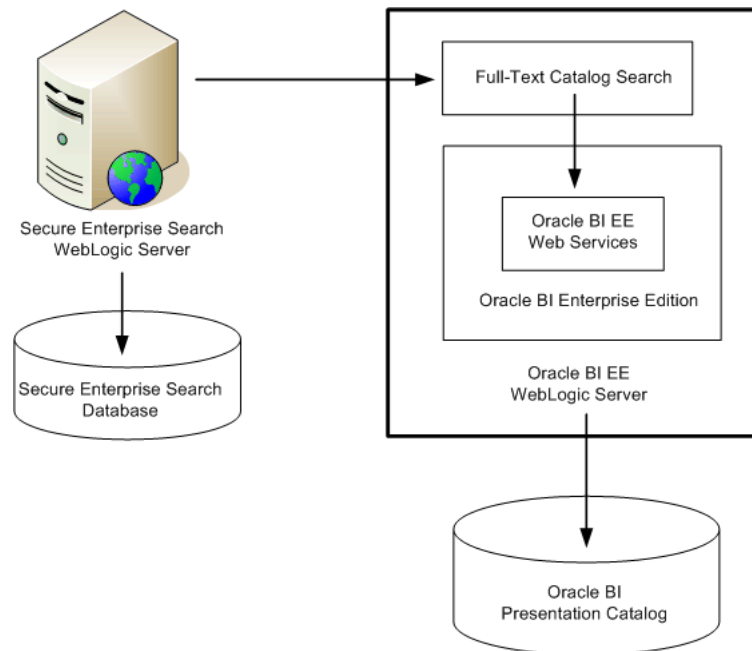 Full-Text Catalog Search
Oracle BI EE
Web Services
Oracle BI Enterprise Edition
Oracle BI EE
WebLogic Server
Secure Enterprise Search
WebLogic Server
Secure Enterprise Search
Database
Oracle BI
Presentation Catalog